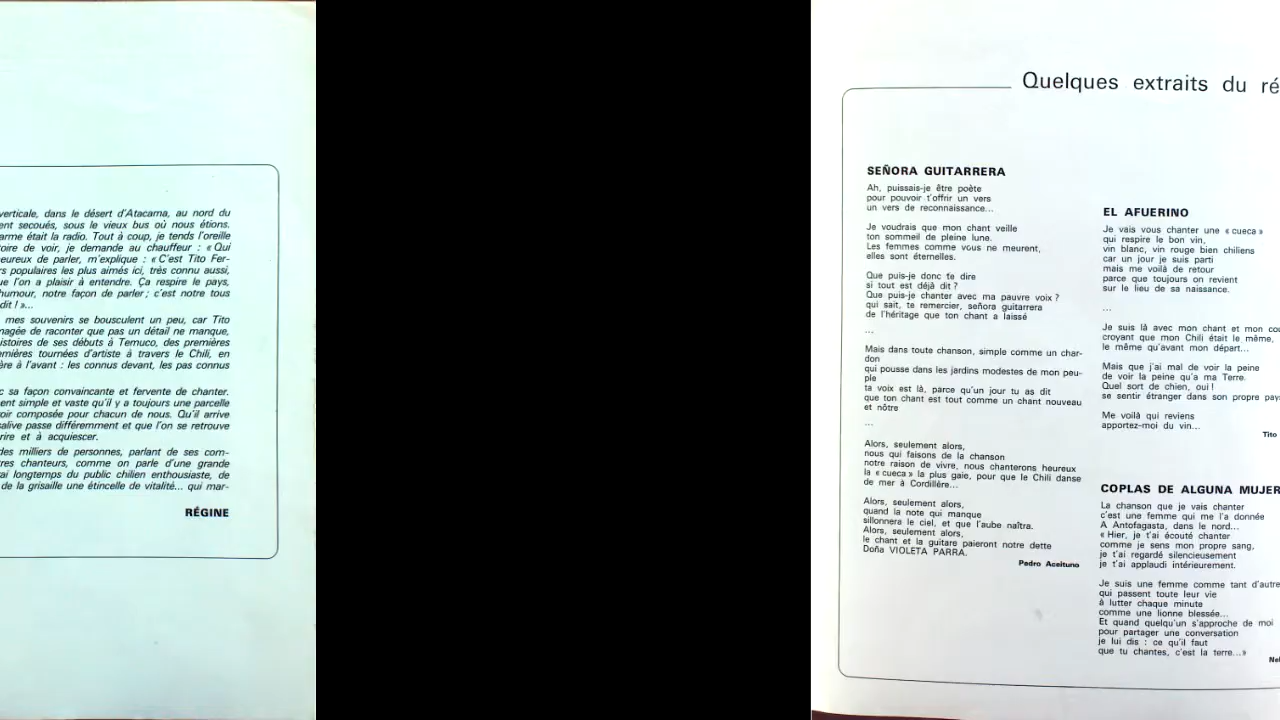 verticale, dans le désert d'Atacama, au nord du
ent secoués, sous le vieux bus où nous étions.
arme était la radio. Tout à coup, je tends l'oreille
toire de voir, je demande au chauffeur : « Qui
heureux de parler, m'explique : « C'est Tito Fer-
rs populaires les plus aimés ici, très connu aussi,
ue l'on a plaisir à entendre. Ça respire le pays,
humour, notre façon de parler ; c'est notre tous
dit ! »...
mes souvenirs se bousculent un peu, car Tito
magée de raconter que pas un détail ne manque,
istoires de ses débuts à Temuco, des premières
emières tournées d'artiste à travers le Chili, en
ère à l'avant : les connus devant, les pas connus
c sa façon convaincante et fervente de chanter.
ent simple et vaste qu'il y a toujours une parcelle
oir composée pour chacun de nous. Qu'il arrive
salive passe différemment et que l'on se retrouve
rire et à acquiescer.
des milliers de personnes, parlant de ses com-
res chanteurs, comme on parle d'une grande
ai longtemps du public chilien enthousiaste, de
de la grisaille une étincelle de vitalité... qui mar-
RÉGINE
Quelques extraits du ré
SEÑORA GUITARRERA
Ah, puissais-je être poète
pour pouvoir t'offrir un vers
un vers de reconnaissance...
Je voudrais que mon chant veille
ton sommeil de pleine lune.
Les femmes comme vous ne meurent,
elles sont éternelles.
Que puis-je donc te dire
si tout est déjà dit ?
Que puis-je chanter avec ma pauvre voix ?
qui sait, te remercier, señora guitarrera
de l'héritage que ton chant a laissé
...
Mais dans toute chanson, simple comme un char-
don
qui pousse dans les jardins modestes de mon peu-
ple
ta voix est là, parce qu'un jour tu as dit
que ton chant est tout comme un chant nouveau
et nôtre
...
Alors, seulement alors,
nous qui faisons de la chanson
notre raison de vivre, nous chanterons heureux
la « cueca » la plus gaie, pour que le Chili danse
de mer à Cordillère...
Alors, seulement alors,
quand la note qui manque
sillonnera le ciel, et que l'aube naîtra.
Alors, seulement alors,
le chant et la guitare paieront notre dette
Doña VIOLETA PARRA.
Pedro Aceituno
EL AFUERINO
Je vais vous chanter une « cueca »
qui respire le bon vin,
vin blanc, vin rouge bien chiliens
car un jour je suis parti
mais me voilà de retour
parce que toujours on revient
sur le lieu de sa naissance.
...
Je suis là avec mon chant et mon cou
croyant que mon Chili était le même,
le même qu'avant mon départ...
Mais que j'ai mal de voir la peine
de voir la peine qu'a ma Terre.
Quel sort de chien, oui !
se sentir étranger dans son propre pays
Me voilà qui reviens
apportez-moi du vin...
Tito
COPLAS DE ALGUNA MUJER
La chanson que je vais chanter
c'est une femme qui me l'a donnée
A Antofagasta, dans le nord...
« Hier, je t'ai écouté chanter
comme je sens mon propre sang,
je t'ai regardé silencieusement
je t'ai applaudi intérieurement.
Je suis une femme comme tant d'autre
qui passent toute leur vie
à lutter chaque minute
comme une lionne blessée...
Et quand quelqu'un s'approche de moi
pour partager une conversation
je lui dis : ce qu'il faut
que tu chantes, c'est la terre...»
Nel